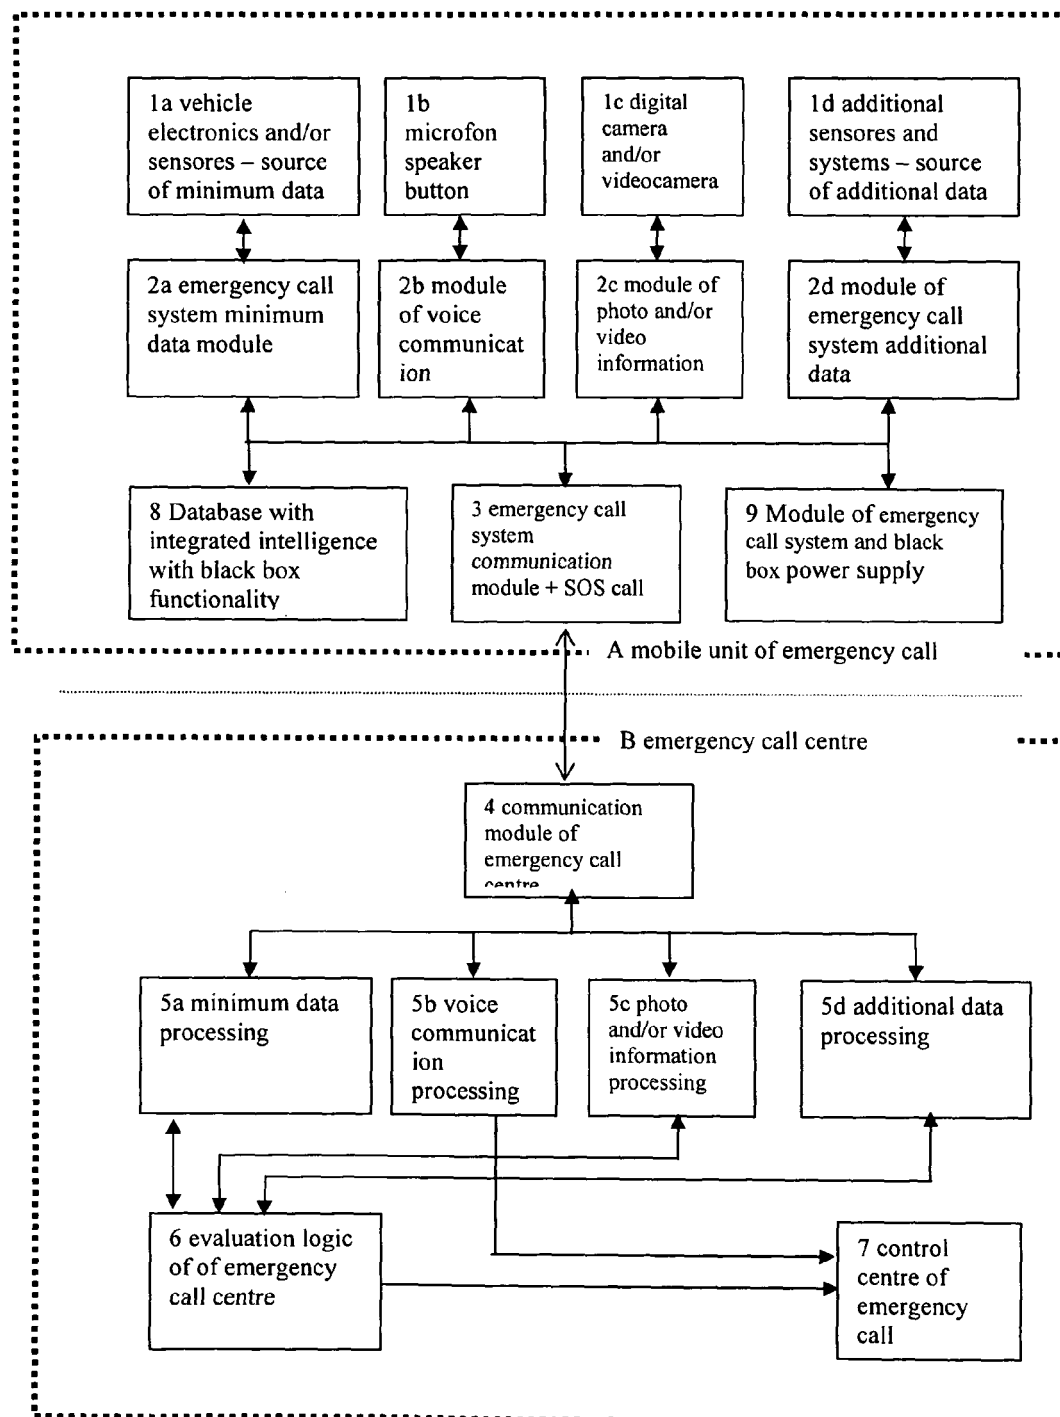 1a vehicle
electronics and/or
sensores – source
of minimum data
1b
microfon
speaker
button
1c digital
camera
and/or
videocamera
1d additional
sensores and
systems – source
of additional data
2a emergency call
system minimum
data module
2b module
of voice
communicat
ion
2c module of
photo and/or
video
information
2d module of
emergency call
system additional
data
8 Database with
integrated intelligence
with black box
functionality
3 emergency call
system
communication
module + SOS call
9 Module of emergency
call system and black
box power supply
A mobile unit of emergency call
B emergency call centre
4 communication
module of
emergency call
centre
5a minimum data
processing
5b voice
communicat
ion
processing
5c photo
and/or video
information
processing
5d additional data
processing
6 evaluation logic
of of emergency
call centre
7 control
centre of
emergency
call